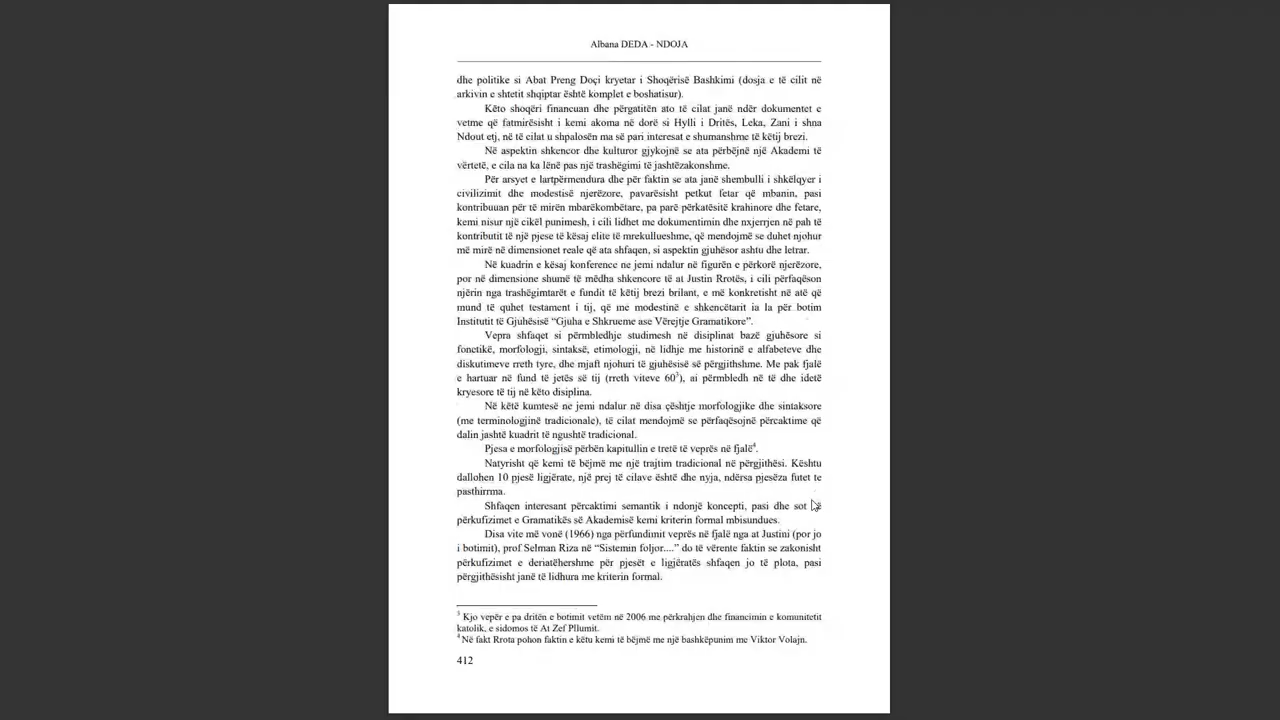 Albana DEDA - NDOJA
dhe politike si Abat Preng Doçi kryetar i Shoqërisë Bashkimi (dosja e të cilit në
arkivin e shtetit shqiptar është komplet e boshatisur).
Këto shoqëri financuan dhe përgatitën ato të cilat janë ndër dokumentet e
vetme që fatmirësisht i kemi akoma në dorë si Hylli i Dritës, Leka, Zani i shna
Ndout etj, në të cilat u shpalosën ma së pari interesat e shumanshme të këtij brezi.
Në aspektin shkencor dhe kulturor gjykojnë se ata përbëjnë një Akademi të
vërtetë, e cila na ka lënë pas një trashëgimi të jashtëzakonshme.
Për arsyet e lartpërmendura dhe për faktin se ata janë shembulli i shkëlqyer i
civilizimit dhe modestisë njerëzore, pavarësisht petkut fetar që mbanin, pasi
kontribuuan për të mirën mbarëkombëtare, pa parë përkatësitë krahinore dhe fetare,
kemi nisur një cikël punimesh, i cili lidhet me dokumentimin dhe nxjerrjen në pah të
kontributit të një pjese të kësaj elite të mrekullueshme, që mendojmë se duhet njohur
më mirë në dimensionet reale që ata shfaqen, si aspektin gjuhësor ashtu dhe letrar.
Në kuadrin e kësaj konference ne jemi ndalur në figurën e përkorë njerëzore,
por në dimensione shumë të mëdha shkencore të at Justin Rrotës, i cili përfaqëson
njërin nga trashëgimtarët e fundit të këtij brezi brilant, e më konkretisht në atë që
mund të quhet testament i tij, që me modestinë e shkencëtarit ia la për botim
Institutit të Gjuhësisë “Gjuha e Shkrueme ase Vërejtje Gramatikore”.
Vepra shfaqet si përmbledhje studimesh në disiplinat bazë gjuhësore si
fonetikë, morfologji, sintaksë, etimologji, në lidhje me historinë e alfabeteve dhe
diskutimeve rreth tyre, dhe mjaft njohuri të gjuhësisë së përgjithshme. Me pak fjalë
e hartuar në fund të jetës së tij (rreth viteve 60³), ai përmbledh në të dhe idetë
kryesore të tij në këto disiplina.
Në këtë kumtesë ne jemi ndalur në disa çështje morfologjike dhe sintaksore
(me terminologjinë tradicionale), të cilat mendojmë se përfaqësojnë përcaktime që
dalin jashtë kuadrit të ngushtë tradicional.
Pjesa e morfologjisë përbën kapitullin e tretë të veprës në fjalë⁴.
Natyrisht që kemi të bëjmë me një trajtim tradicional në përgjithësi. Kështu
dallohen 10 pjesë ligjërate, një prej të cilave është dhe nyja, ndërsa pjesëza futet te
pasthirrma.
Shfaqen interesant përcaktimi semantik i ndonjë koncepti, pasi dhe sot në
përkufizimet e Gramatikës së Akademisë kemi kriterin formal mbisundues.
Disa vite më vonë (1966) nga përfundimit veprës në fjalë nga at Justini (por jo
i botimit), prof Selman Riza në “Sistemin foljor....” do të vërente faktin se zakonisht
përkufizimet e deriatëhershme për pjesët e ligjëratës shfaqen jo të plota, pasi
përgjithësisht janë të lidhura me kriterin formal.
³ Kjo vepër e pa dritën e botimit vetëm në 2006 me përkrahjen dhe financimin e komunitetit
katolik, e sidomos të At Zef Pllumit.
⁴ Në fakt Rrota pohon faktin e këtu kemi të bëjmë me një bashkëpunim me Viktor Volajn.
412